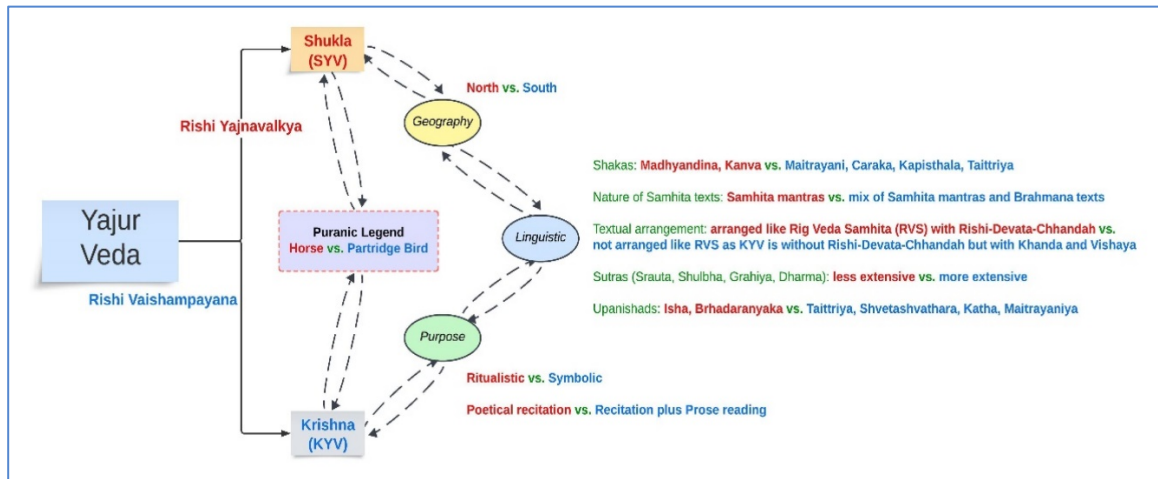 Shukla
(SYV)
North vs. South
Geography
Rishi Yajnavalkya
Shakas: Madhyandina, Kanva vs. Maitrayani, Caraka, Kapisthala, Taittriya
Nature of Samhita texts: Samhita mantras vs. mix of Samhita mantras and Brahmana texts
Yajur
Veda
Puranic Legend
Horse vs. Partridge Bird
Linguistic
Textual arrangement: arranged like Rig Veda Samhita (RVS) with Rishi-Devata-Chhandah vs.
not arranged like RVS as KYV is without Rishi-Devata-Chhandah but with Khanda and Vishaya
Sutras (Srauta, Shulbha, Grahiya, Dharma): less extensive vs. more extensive
Rishi Vaishampayana
Upanishads: Isha, Brhadaranyaka vs. Taittriya, Shvetashvathara, Katha, Maitrayaniya
Purpose
Ritualistic vs. Symbolic
Poetical recitation vs. Recitation plus Prose reading
Krishna
(KYV)